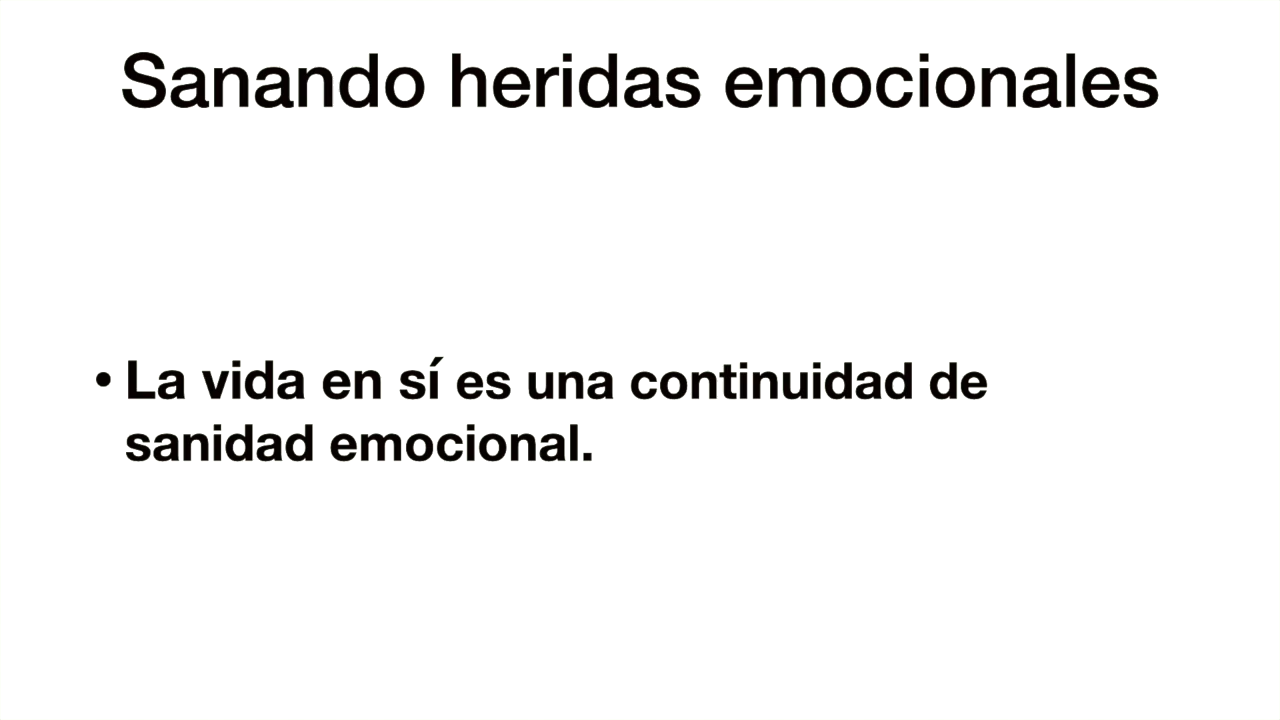 Sanando heridas emocionales
• La vida en sí es una continuidad de
sanidad emocional.